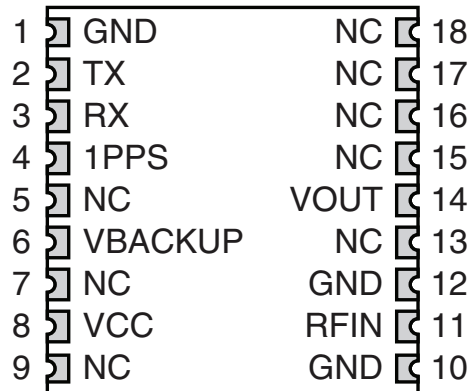 1 GND NC 18
2 TX NC 17
3 RX NC 16
4 1PPS NC 15
5 NC VOUT 14
6 VBACKUP NC 13
7 NC GND 12
8 VCC RFIN 11
9 NC GND 10